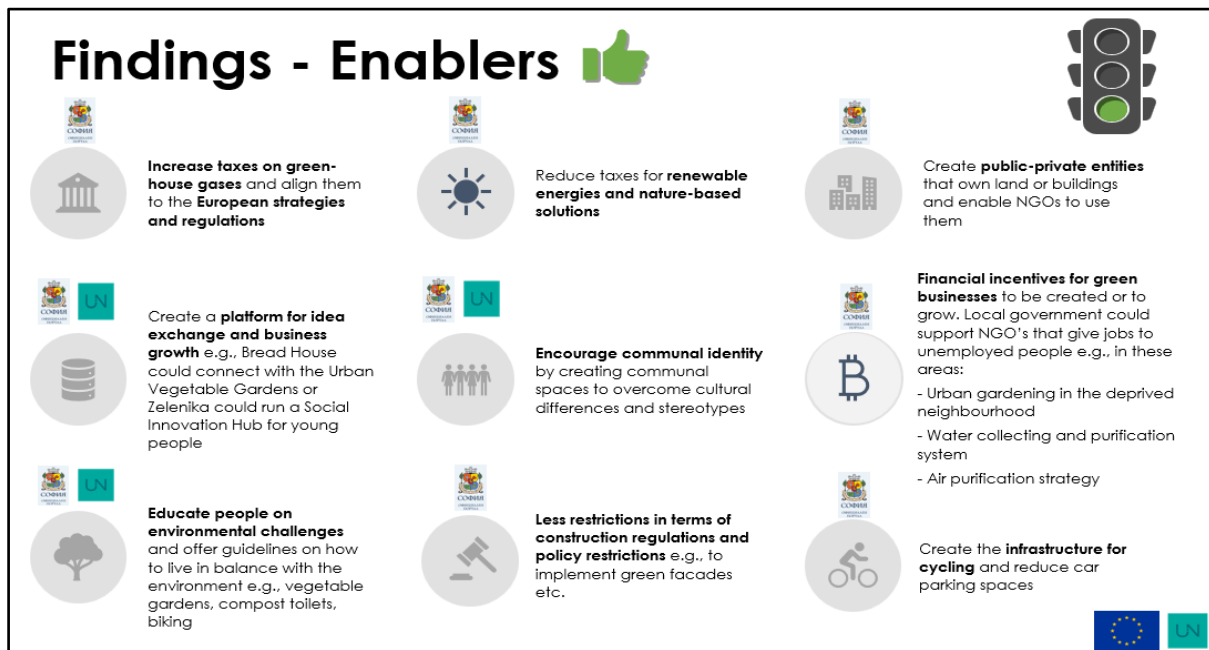 Findings - Enablers
СОФИЯ
Increase taxes on green-
house gases and align them
to the European strategies
and regulations
СОФИЯ
Reduce taxes for renewable
energies and nature-based
solutions
СОФИЯ
Create public-private entities
that own land or buildings
and enable NGOs to use
them
СОФИЯ
UN
Create a platform for idea
exchange and business
growth e.g., Bread House
could connect with the Urban
Vegetable Gardens or
Zelenika could run a Social
Innovation Hub for young
people
СОФИЯ
UN
Encourage communal identity
by creating communal
spaces to overcome cultural
differences and stereotypes
СОФИЯ
Financial incentives for green
businesses to be created or to
grow. Local government could
support NGO's that give jobs to
unemployed people e.g., in these
areas:
- Urban gardening in the deprived
neighbourhood
- Water collecting and purification
system
- Air purification strategy
СОФИЯ
UN
Educate people on
environmental challenges
and offer guidelines on how
to live in balance with the
environment e.g., vegetable
gardens, compost toilets,
biking
СОФИЯ
Less restrictions in terms of
construction regulations and
policy restrictions e.g., to
implement green facades
etc.
СОФИЯ
Create the infrastructure for
cycling and reduce car
parking spaces
UN